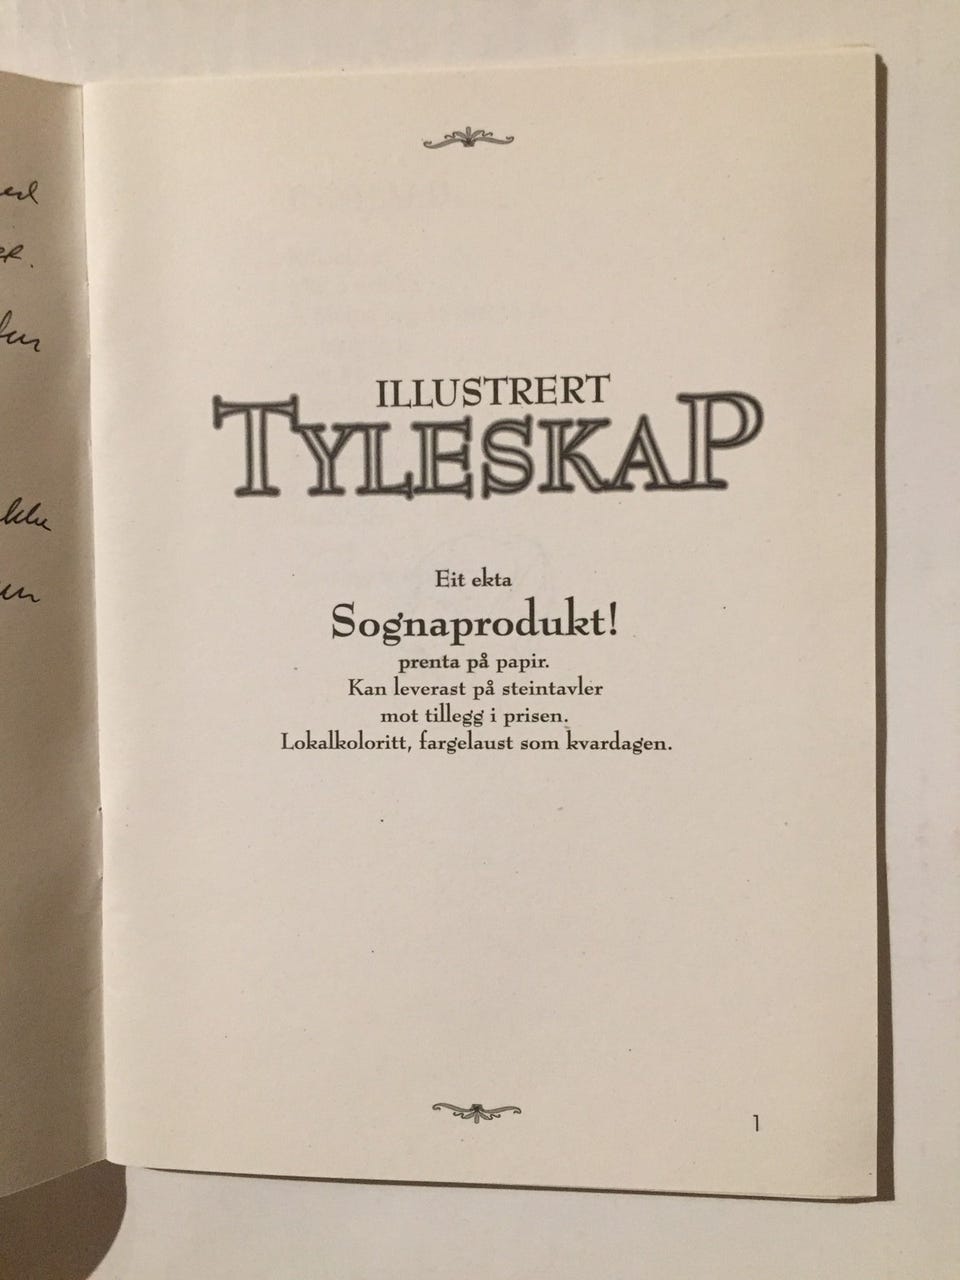 ILLUSTRERT
TYLESKAP
Eit ekta
Sognaprodukt!
prenta på papir.
Kan leverast på steintavler
mot tillegg i prisen.
Lokalkoloritt, fargelaust som kvardagen.
1